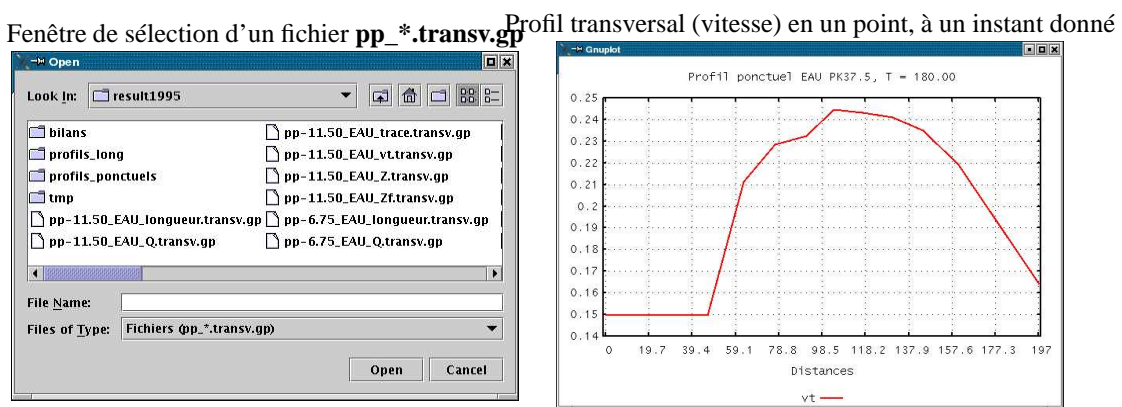 Fenêtre de sélection d’un fichier pp_*.transv.gp
Open
Look In:
result1995
bilans
profils_long
profils_ponctuels
tmp
pp-11.50_EAU_longueur.transv.gp
pp-11.50_EAU_Q.transv.gp
pp-11.50_EAU_trace.transv.gp
pp-11.50_EAU_vt.transv.gp
pp-11.50_EAU_Z.transv.gp
pp-11.50_EAU_Zf.transv.gp
pp-6.75_EAU_longueur.transv.gp
pp-6.75_EAU_Q.transv.gp
File Name:
Files of Type: Fichiers (pp_*.transv.gp)
Open Cancel
Profil transversal (vitesse) en un point, à un instant donné
Gnuplot
Profil ponctuel EAU PK37.5, T = 180.00
0.25
0.24
0.23
0.22
0.21
0.2
0.19
0.18
0.17
0.16
0.15
0.14
0 19.7 39.4 59.1 78.8 98.5 118.2 137.9 157.6 177.3 197
Distances
vt